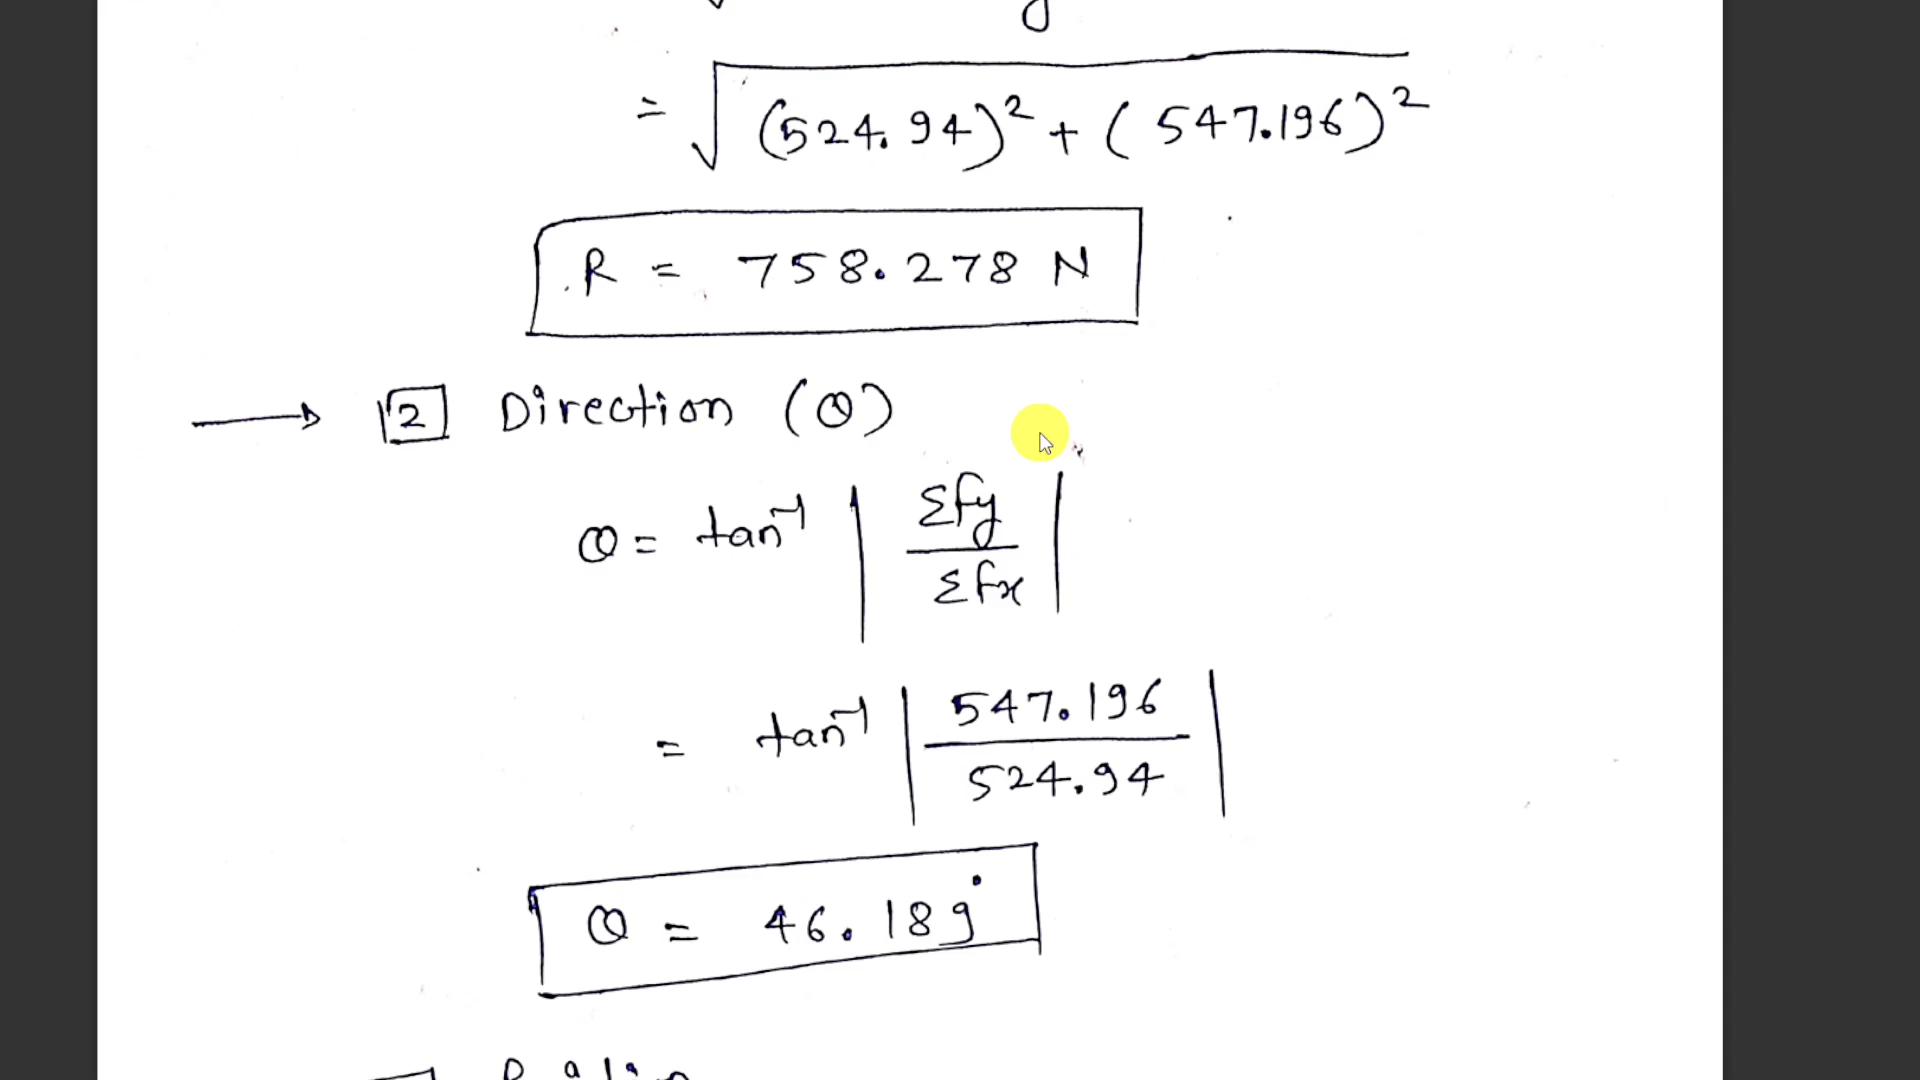 = √(524.94)² + (547.196)²
R = 758.278 N
→ 2 Direction (θ)
θ = tan⁻¹ | Σfy / Σfx |
= tan⁻¹ | 547.196 / 524.94 |
θ = 46.189°